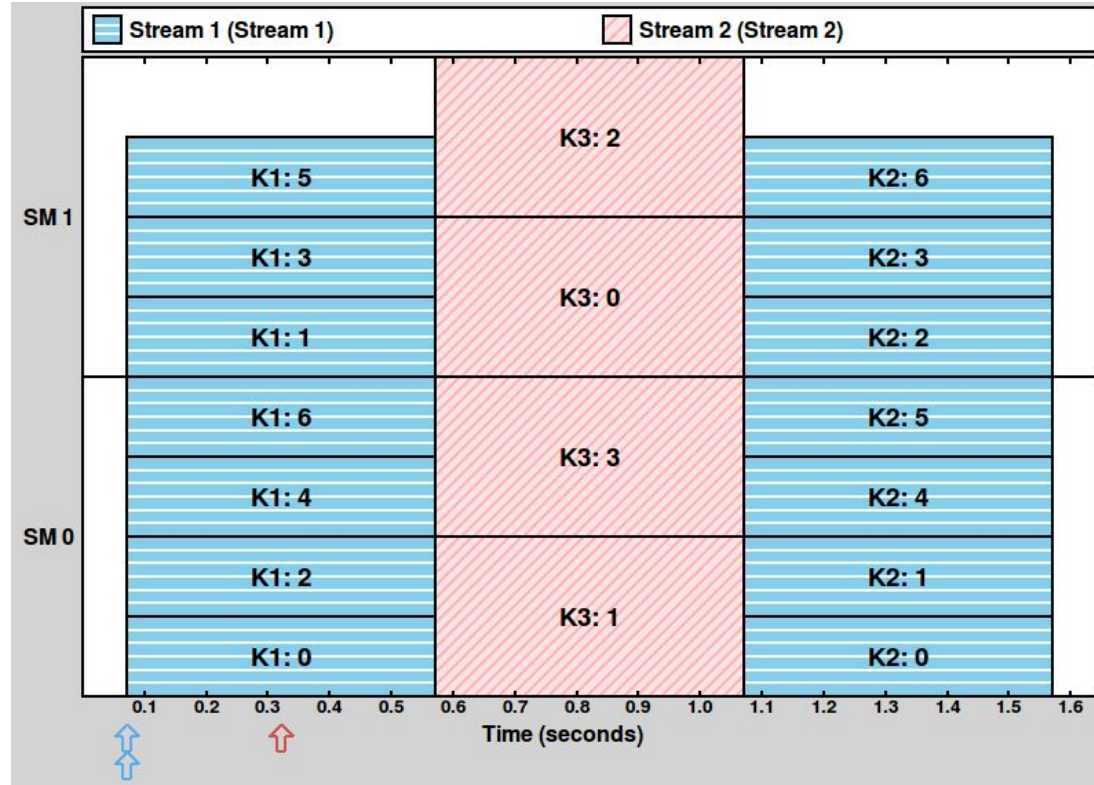 Stream 1 (Stream 1) Stream 2 (Stream 2)
K3: 2
K1: 5 K2: 6
SM 1
K1: 3 K3: 0 K2: 3
K1: 1 K2: 2
K1: 6 K3: 3 K2: 5
K1: 4 K2: 4
SM 0
K1: 2 K3: 1 K2: 1
K1: 0 K2: 0
0.1 0.2 0.3 0.4 0.5 0.6 0.7 0.8 0.9 1.0 1.1 1.2 1.3 1.4 1.5 1.6
Time (seconds)